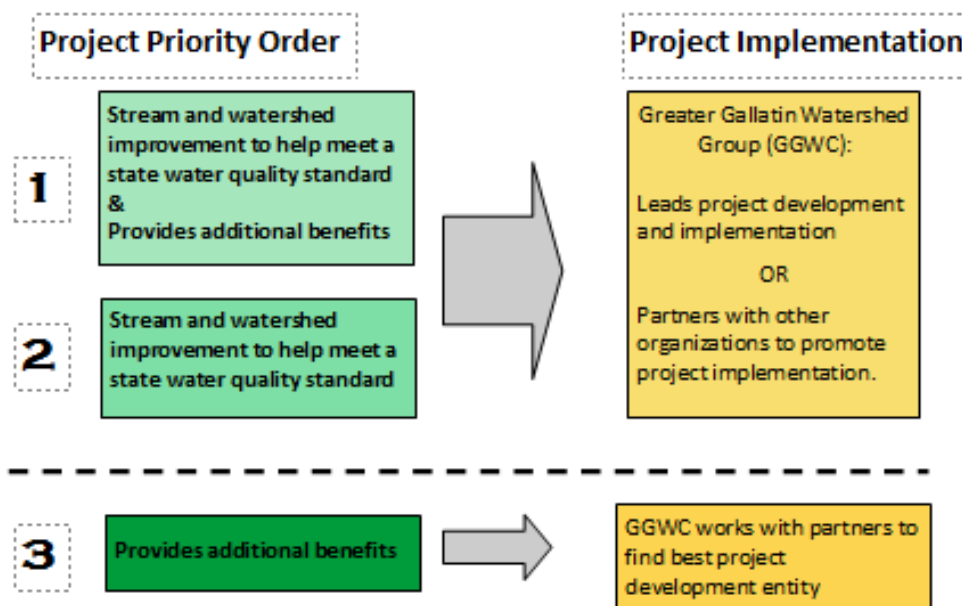 Project Priority Order
Project Implementation
1
Stream and watershed
improvement to help meet a
state water quality standard
&
Provides additional benefits
Greater Gallatin Watershed
Group (GGWC):
Leads project development
and implementation
OR
Partners with other
organizations to promote
project implementation.
2
Stream and watershed
improvement to help meet a
state water quality standard
3
Provides additional benefits
GGWC works with partners to
find best project
development entity